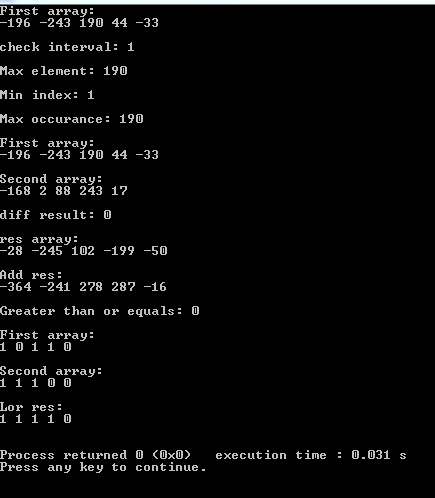 First array:
-196 -243 190 44 -33
check interval: 1
Max element: 190
Min index: 1
Max occurance: 190
First array:
-196 -243 190 44 -33
Second array:
-168 2 88 243 17
diff result: 0
res array:
-28 -245 102 -199 -50
Add res:
-364 -241 278 287 -16
Greater than or equals: 0
First array:
1 0 1 1 0
Second array:
1 1 1 0 0
Lor res:
1 1 1 1 0
Process returned 0 (0x0)   execution time : 0.031 s
Press any key to continue.